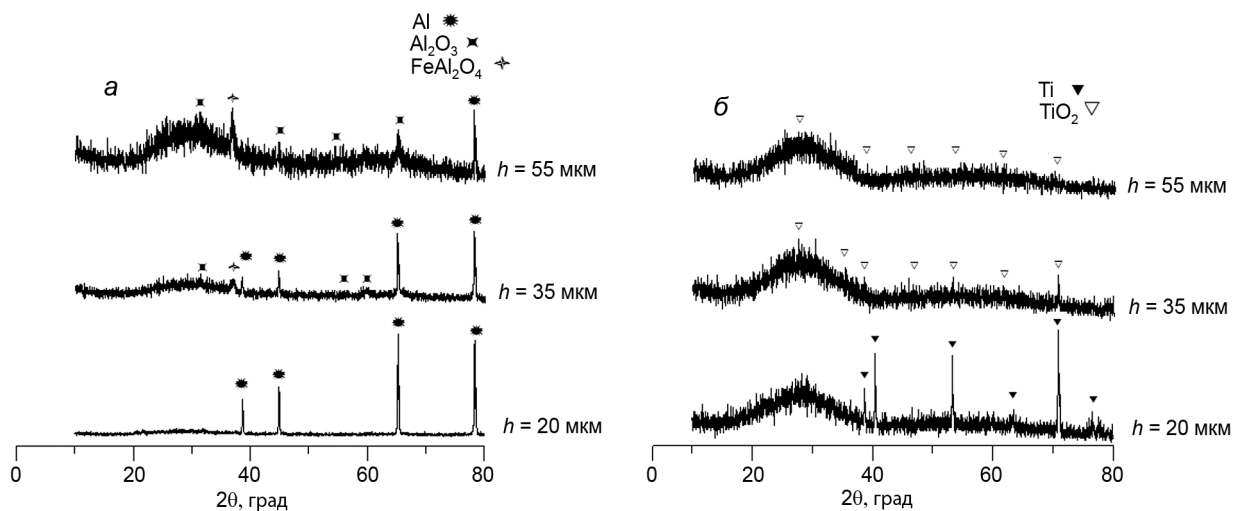 Al
Al₂O₃
FeAl₂O₄
а
h = 55 мкм
h = 35 мкм
h = 20 мкм
0 20 40 60 80
2θ, град
Ti
TiO₂
б
h = 55 мкм
h = 35 мкм
h = 20 мкм
0 20 40 60 80
2θ, град